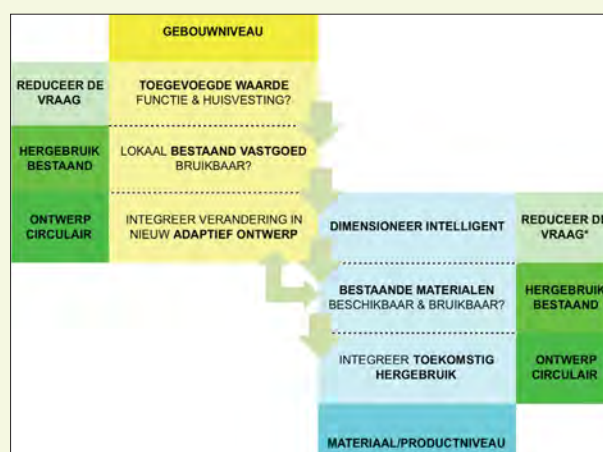 GEBOUWNIVEAU
REDUCEER DE
VRAAG
TOEGEVOEGDE WAARDE
FUNCTIE & HUISVESTING?
HERGEBRUIK
BESTAAND
LOKAAL BESTAAND VASTGOED
BRUIKBAAR?
ONTWERP
CIRCULAIR
INTEGREER VERANDERING IN
NIEUW ADAPTIEF ONTWERP
DIMENSIONEER INTELLIGENT
REDUCEER DE
VRAAG*
BESTAANDE MATERIALEN
BESCHIKBAAR & BRUIKBAAR?
HERGEBRUIK
BESTAAND
INTEGREER TOEKOMSTIG
HERGEBRUIK
ONTWERP
CIRCULAIR
MATERIAAL/PRODUCTNIVEAU